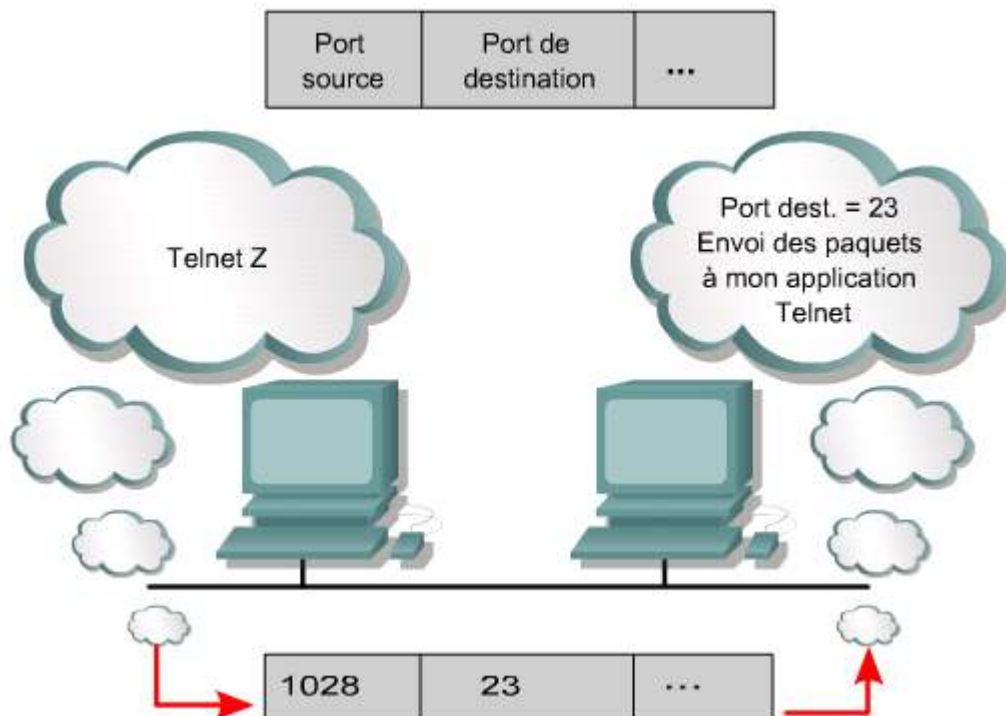 Port
source
Port de
destination
...
Telnet Z
Port dest. = 23
Envoi des paquets
à mon application
Telnet
1028
23
...